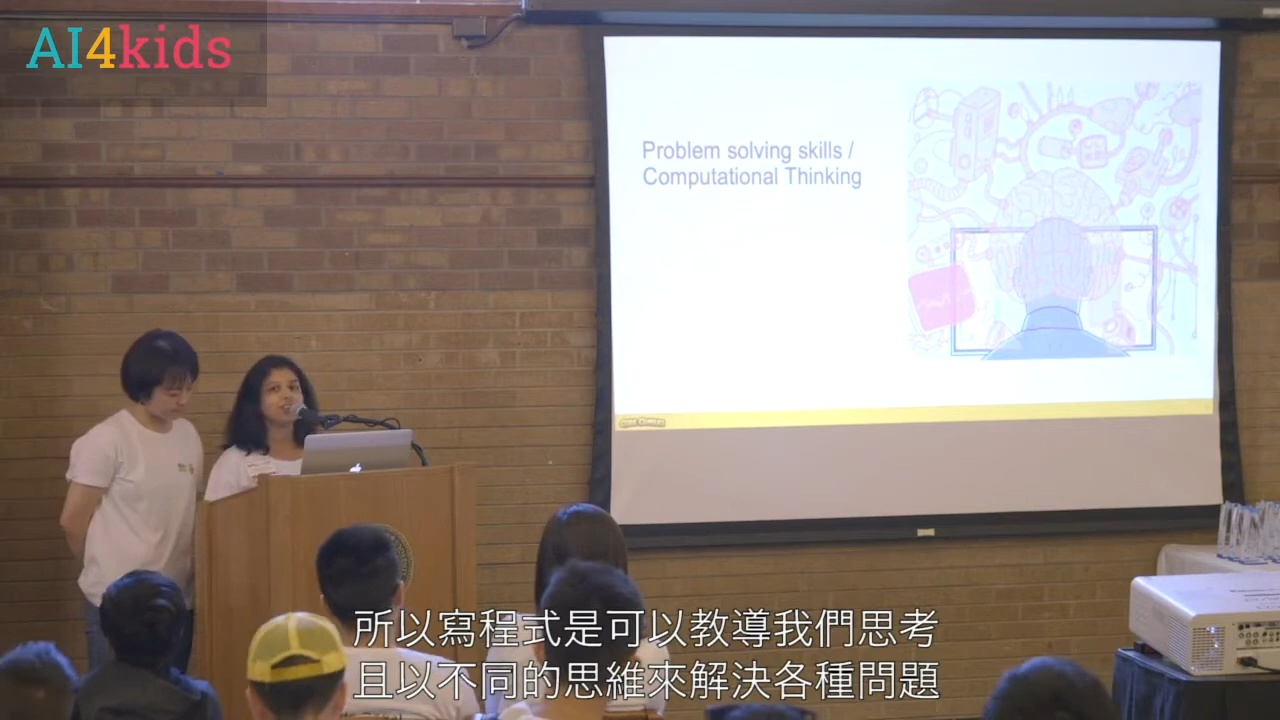 AI4kids
Problem solving skills /
Computational Thinking
所以寫程式是可以教導我們思考
且以不同的思維來解決各種問題